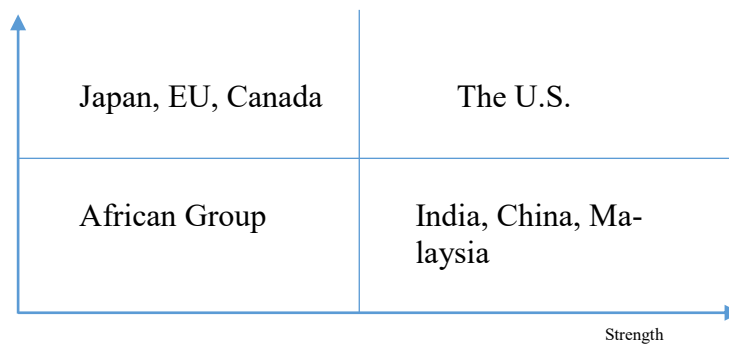 Japan, EU, Canada
The U.S.
African Group
India, China, Ma-
laysia
Strength